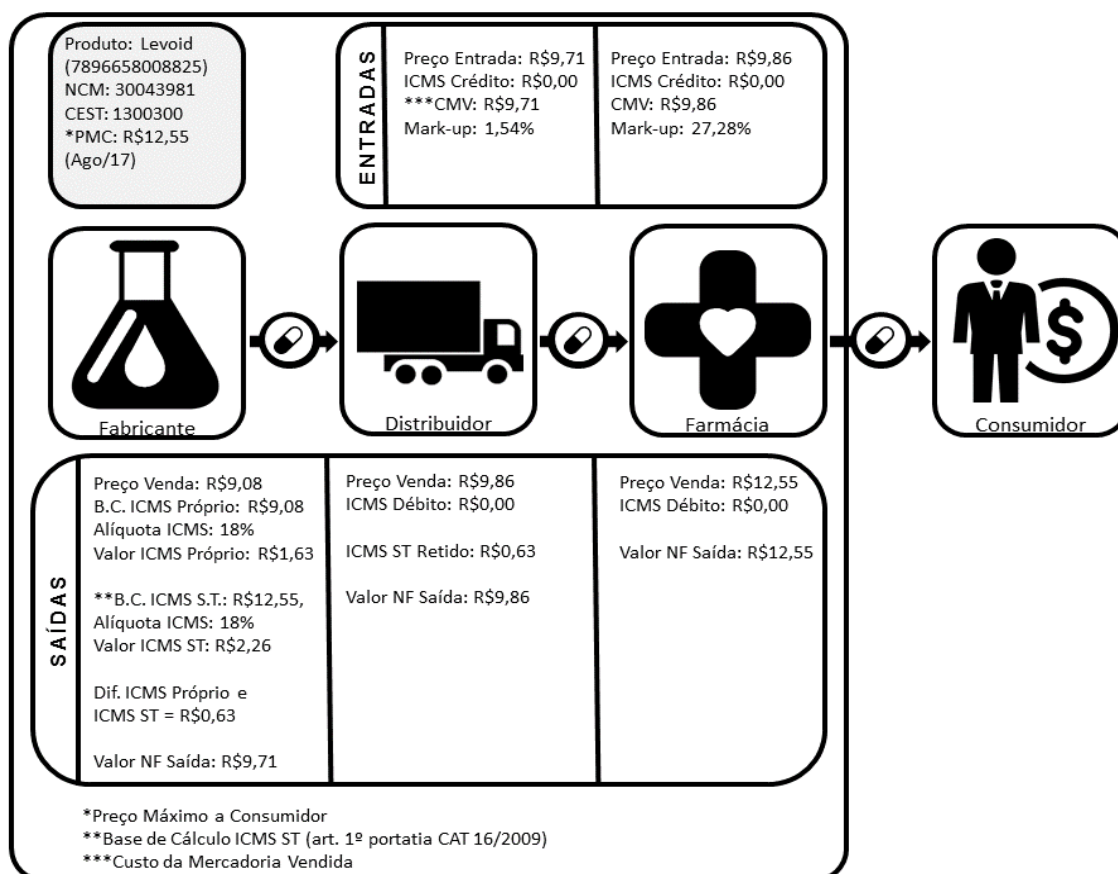 Produto: Levoid
(7896658008825)
NCM: 30043981
CEST: 1300300
*PMC: R$12,55
(Ago/17)
ENTRADAS
Preço Entrada: R$9,71
ICMS Crédito: R$0,00
***CMV: R$9,71
Mark-up: 1,54%
Preço Entrada: R$9,86
ICMS Crédito: R$0,00
CMV: R$9,86
Mark-up: 27,28%
Fabricante
Distribuidor
Farmácia
$
Consumidor
SAÍDAS
Preço Venda: R$9,08
B.C. ICMS Próprio: R$9,08
Alíquota ICMS: 18%
Valor ICMS Próprio: R$1,63
**B.C. ICMS S.T.: R$12,55,
Alíquota ICMS: 18%
Valor ICMS ST: R$2,26
Dif. ICMS Próprio e
ICMS ST = R$0,63
Valor NF Saída: R$9,71
Preço Venda: R$9,86
ICMS Débito: R$0,00
ICMS ST Retido: R$0,63
Valor NF Saída: R$9,86
Preço Venda: R$12,55
ICMS Débito: R$0,00
Valor NF Saída: R$12,55
*Preço Máximo a Consumidor
**Base de Cálculo ICMS ST (art. 1º portatia CAT 16/2009)
***Custo da Mercadoria Vendida